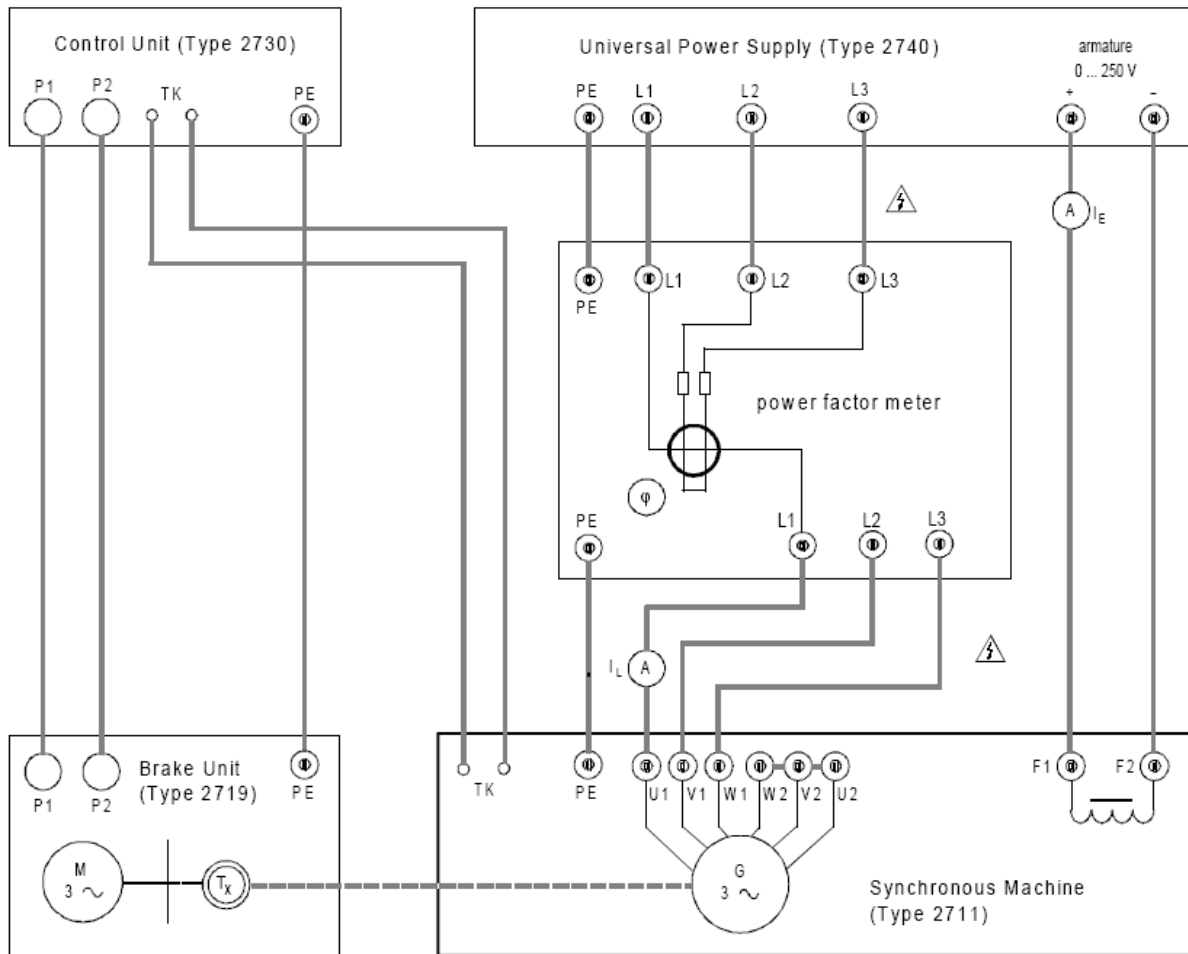 Control Unit (Type 2730)
P1 P2 TK PE
Universal Power Supply (Type 2740)
armature
0 ... 250 V
PE L1 L2 L3 + −
A I_E
L1 L2 L3
PE
power factor meter
φ
PE L1 L2 L3
I_L A
Brake Unit
(Type 2719)
P1 P2 PE
TK PE U1 V1 W1 W2 V2 U2
F1 F2
M
3 ~
T_X
G
3 ~
Synchronous Machine
(Type 2711)